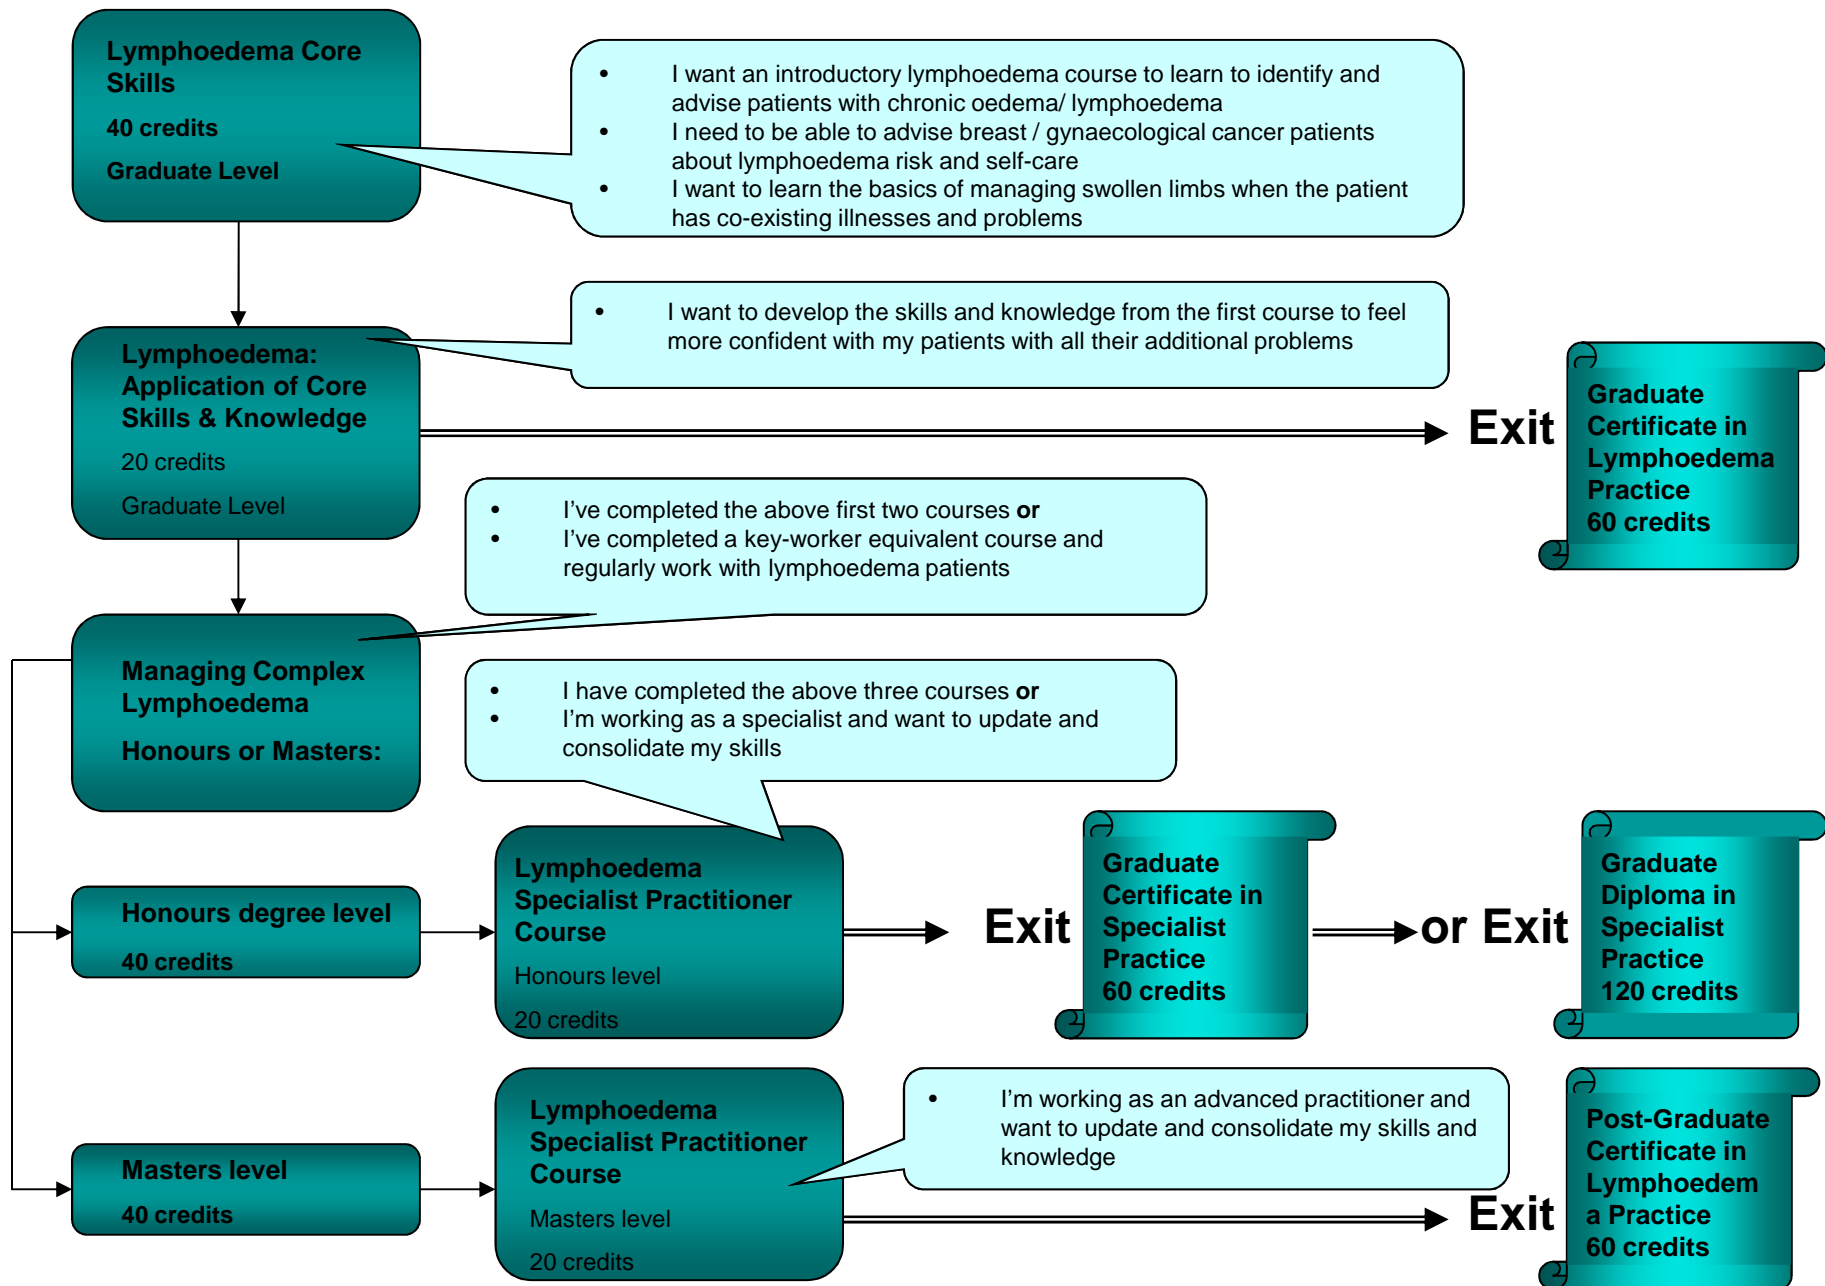 Lymphoedema Core
Skills
40 credits
Graduate Level
• I want an introductory lymphoedema course to learn to identify and
advise patients with chronic oedema/ lymphoedema
• I need to be able to advise breast / gynaecological cancer patients
about lymphoedema risk and self-care
• I want to learn the basics of managing swollen limbs when the patient
has co-existing illnesses and problems
• I want to develop the skills and knowledge from the first course to feel
more confident with my patients with all their additional problems
Lymphoedema:
Application of Core
Skills & Knowledge
20 credits
Graduate Level
Exit
Graduate
Certificate in
Lymphoedema
Practice
60 credits
• I've completed the above first two courses or
• I've completed a key-worker equivalent course and
regularly work with lymphoedema patients
Managing Complex
Lymphoedema
Honours or Masters:
• I have completed the above three courses or
• I'm working as a specialist and want to update and
consolidate my skills
Honours degree level
40 credits
Lymphoedema
Specialist Practitioner
Course
Honours level
20 credits
Exit
Graduate
Certificate in
Specialist
Practice
60 credits
or Exit
Graduate
Diploma in
Specialist
Practice
120 credits
Masters level
40 credits
Lymphoedema
Specialist Practitioner
Course
Masters level
20 credits
• I'm working as an advanced practitioner and
want to update and consolidate my skills and
knowledge
Exit
Post-Graduate
Certificate in
Lymphoedem
a Practice
60 credits